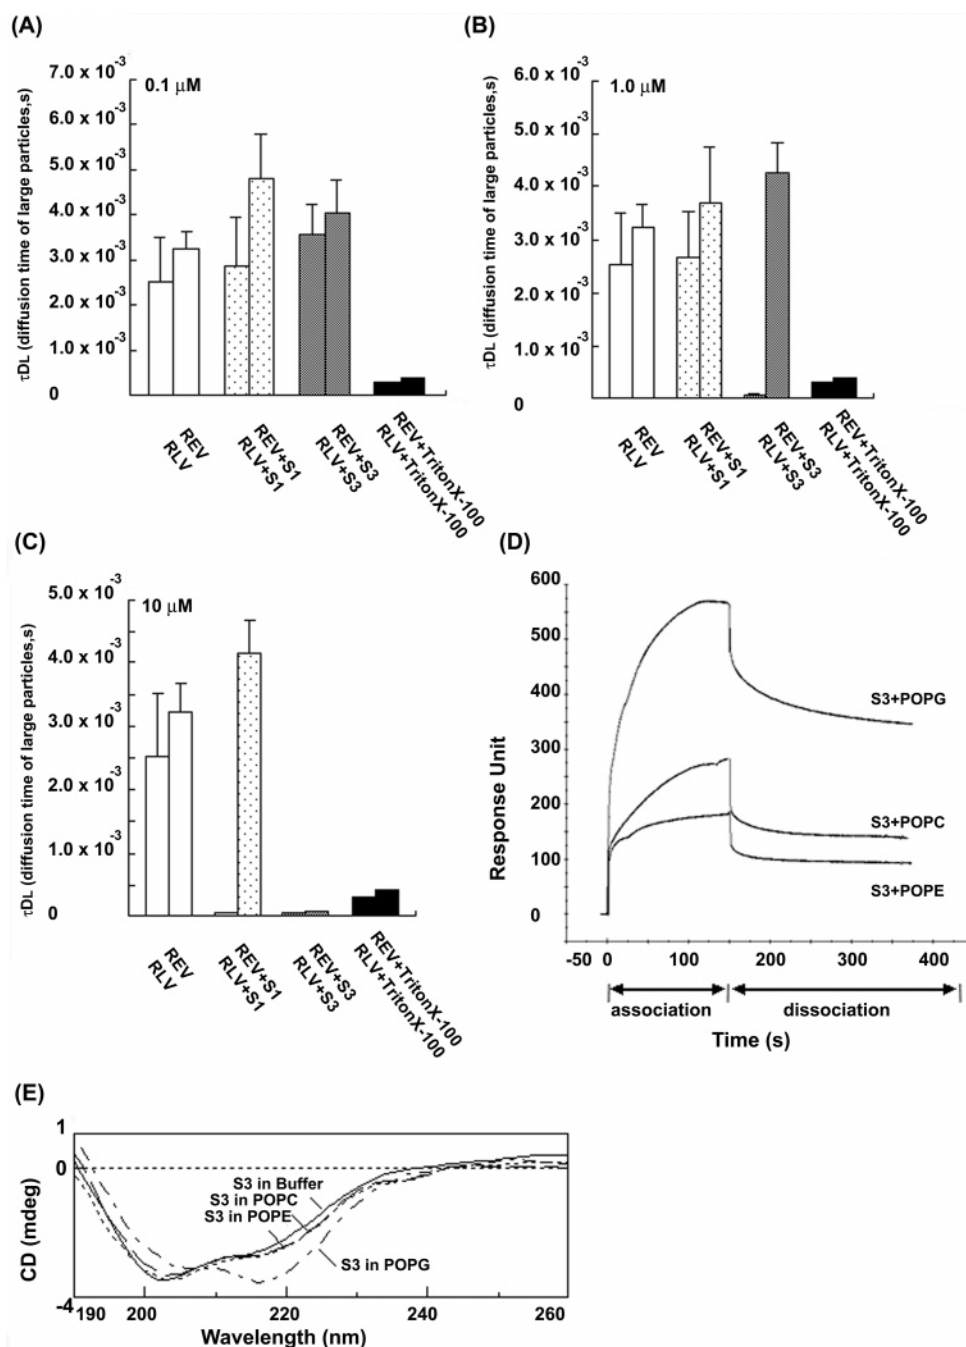 (A)
τDL (diffusion time of large particles,s)
7.0 x 10⁻³
6.0 x 10⁻³
5.0 x 10⁻³
4.0 x 10⁻³
3.0 x 10⁻³
2.0 x 10⁻³
1.0 x 10⁻³
0
0.1 μM
REV
RLV
REV+S1
RLV+S1
REV+S3
RLV+S3
REV+TritonX-100
RLV+TritonX-100
(B)
τDL (diffusion time of large particles,s)
6.0 x 10⁻³
5.0 x 10⁻³
4.0 x 10⁻³
3.0 x 10⁻³
2.0 x 10⁻³
1.0 x 10⁻³
0
1.0 μM
REV
RLV
REV+S1
RLV+S1
REV+S3
RLV+S3
REV+TritonX-100
RLV+TritonX-100
(C)
τDL (diffusion time of large particles,s)
5.0 x 10⁻³
4.0 x 10⁻³
3.0 x 10⁻³
2.0 x 10⁻³
1.0 x 10⁻³
0
10 μM
REV
RLV
REV+S1
RLV+S1
REV+S3
RLV+S3
REV+TritonX-100
RLV+TritonX-100
(D)
Response Unit
600
500
400
300
200
100
0
S3+POPG
S3+POPC
S3+POPE
-50 0 100 200 300 400
association dissociation
Time (s)
(E)
CD (mdeg)
1
0
-4
S3 in Buffer
S3 in POPC
S3 in POPE
S3 in POPG
190 200 220 240 260
Wavelength (nm)